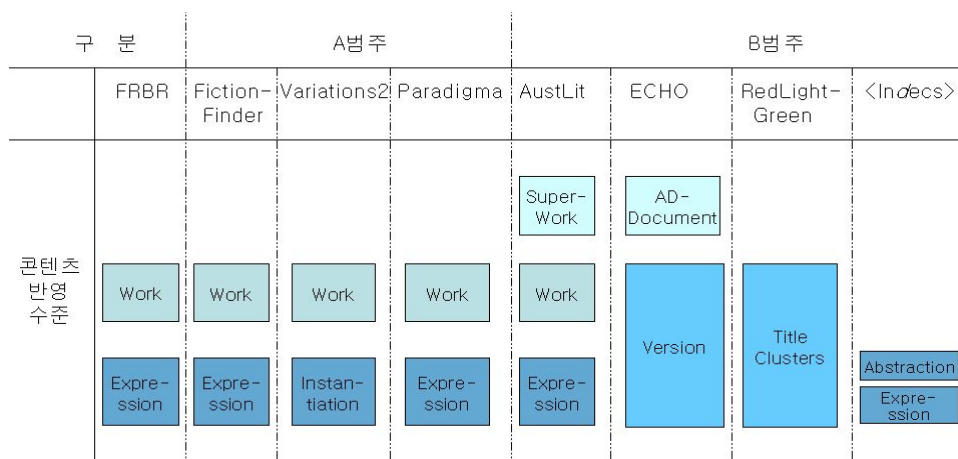 구 분 A범주 B범주
FRBR Fiction- Variations2 Paradigma AustLit ECHO RedLight- <Indecs>
Finder Green
Super- AD-
Work Document
콘텐츠
반영
수준
Work Work Work Work Work
Version Title
Clusters
Abstraction
Expre- Expre- Instan- Expre- Expre- Expre-
ssion ssion tiation ssion ssion ssion